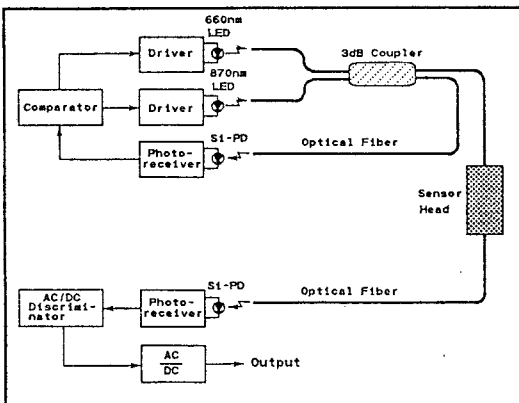 660nm
LED
Driver
3dB Coupler
870nm
LED
Comparator
Driver
Si-PD
Photo-
receiver
Optical Fiber
Sensor
Head
AC/DC
Discrimi-
nator
Si-PD
Photo-
receiver
Optical Fiber
AC
DC
Output